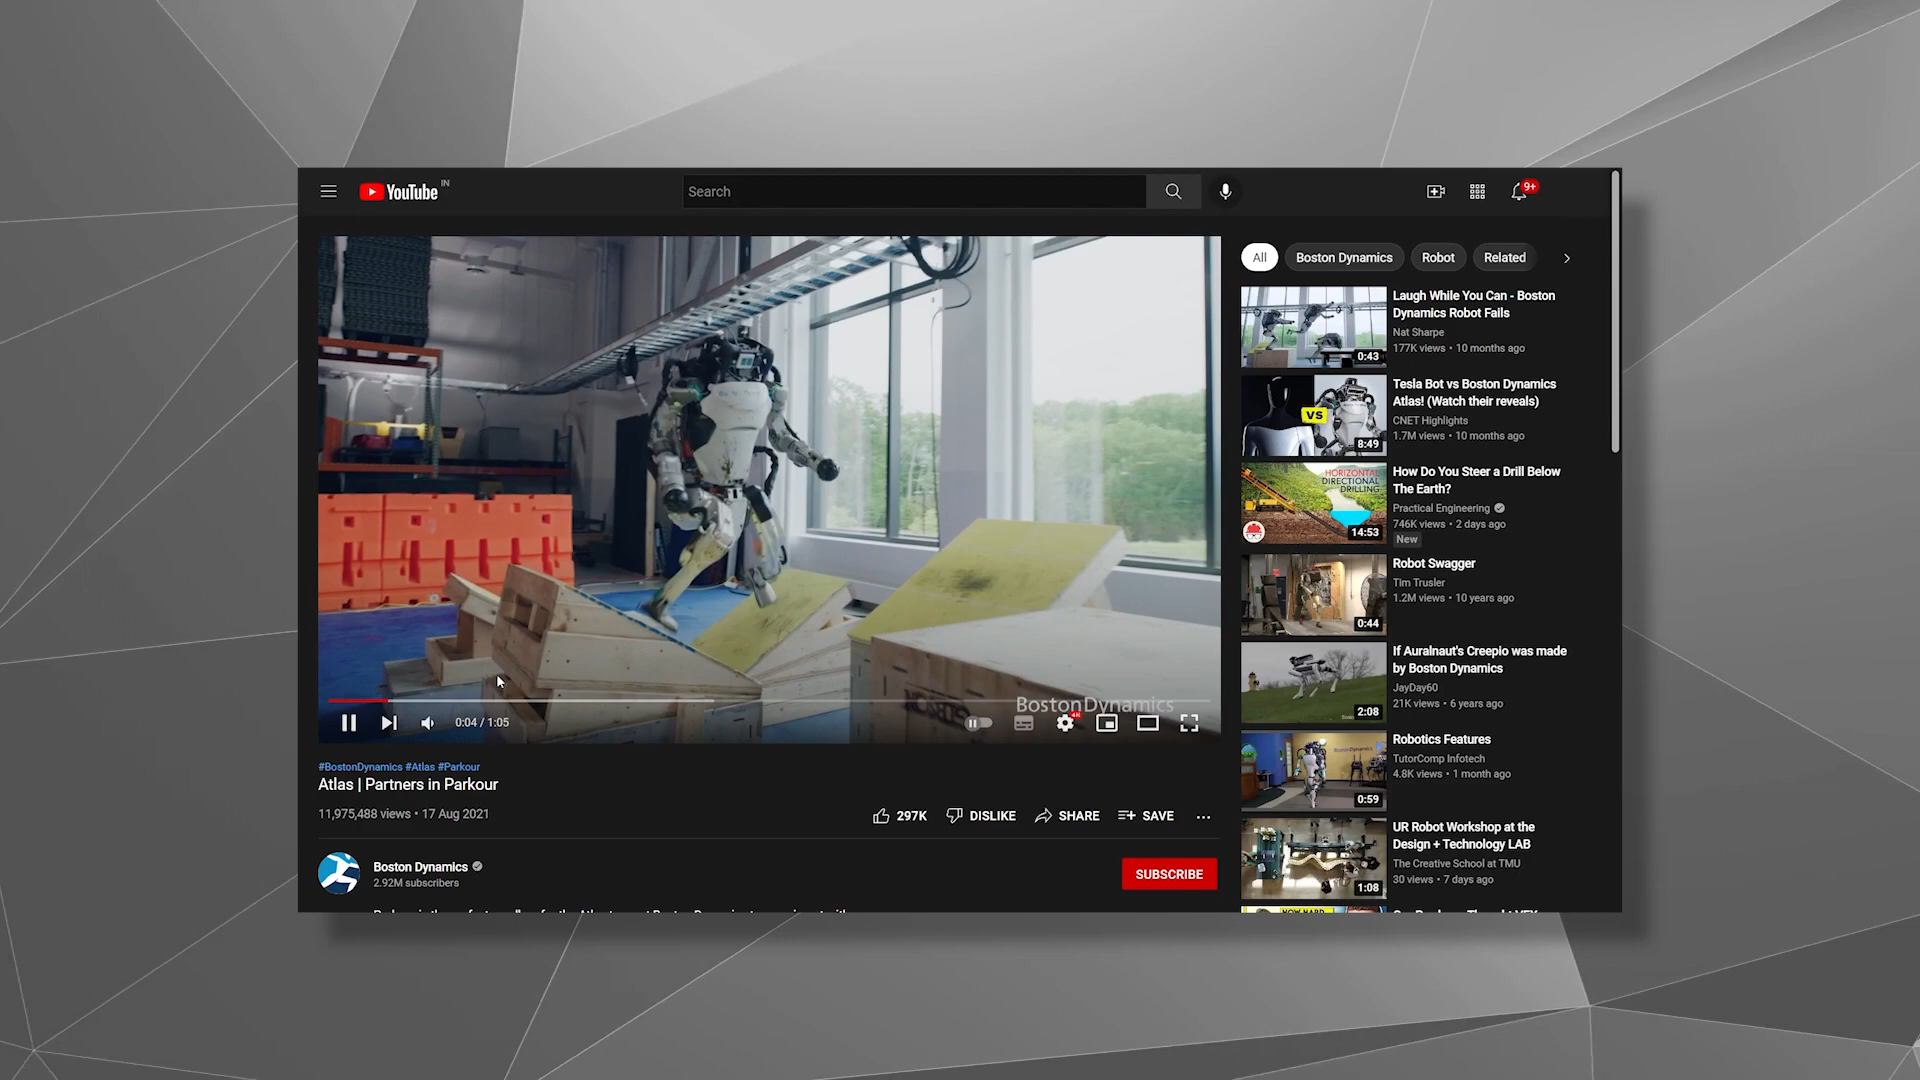 YouTube IN
Search
9+
BostonDynamics
0:04 / 1:05
#BostonDynamics #Atlas #Parkour
Atlas | Partners in Parkour
11,975,488 views • 17 Aug 2021
297K
DISLIKE
SHARE
SAVE
Boston Dynamics
2.92M subscribers
SUBSCRIBE
All
Boston Dynamics
Robot
Related
0:43
Laugh While You Can - Boston
Dynamics Robot Fails
Nat Sharpe
177K views • 10 months ago
VS
8:49
Tesla Bot vs Boston Dynamics
Atlas! (Watch their reveals)
CNET Highlights
1.7M views • 10 months ago
HORIZONTAL
DIRECTIONAL
DRILLING
14:53
How Do You Steer a Drill Below
The Earth?
Practical Engineering
746K views • 2 days ago
New
0:44
Robot Swagger
Tim Trusler
1.2M views • 10 years ago
2:08
If Auralnaut's Creepio was made
by Boston Dynamics
JayDay60
21K views • 6 years ago
0:59
Robotics Features
TutorComp Infotech
4.8K views • 1 month ago
1:08
UR Robot Workshop at the
Design + Technology LAB
The Creative School at TMU
30 views • 7 days ago